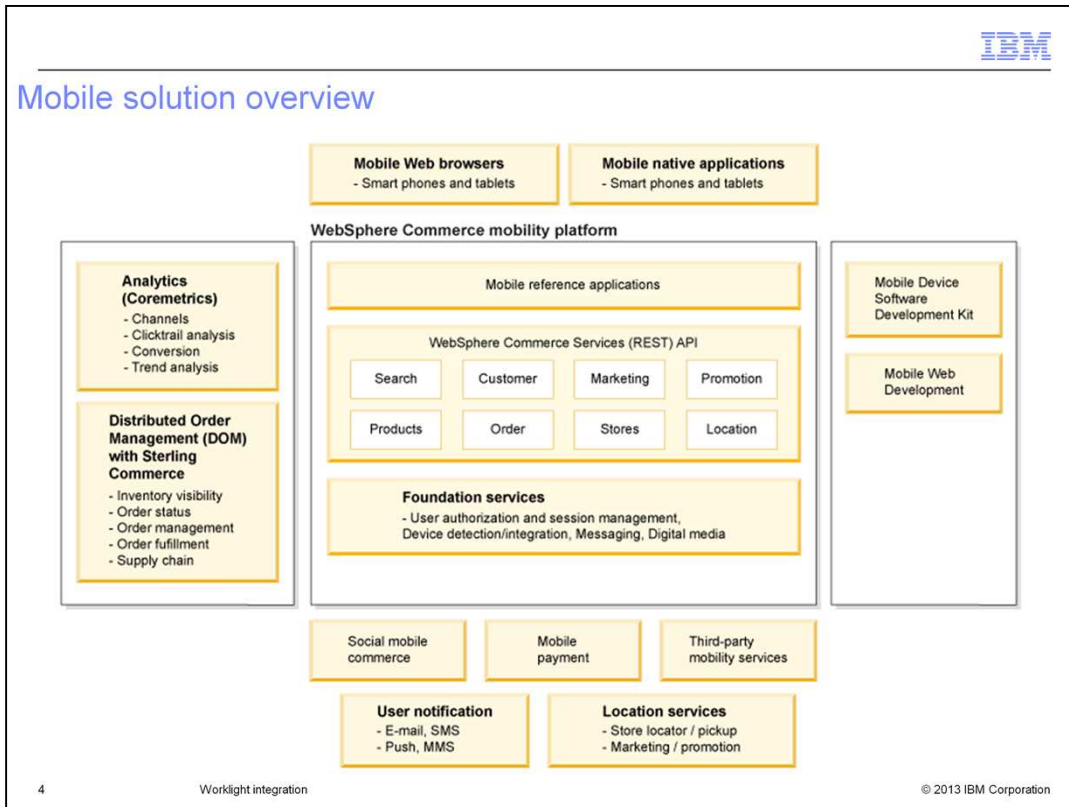 IBM
Mobile solution overview
Mobile Web browsers
- Smart phones and tablets
Mobile native applications
- Smart phones and tablets
WebSphere Commerce mobility platform
Analytics
(Coremetrics)
- Channels
- Clicktrail analysis
- Conversion
- Trend analysis
Distributed Order
Management (DOM)
with Sterling
Commerce
- Inventory visibility
- Order status
- Order management
- Order fufillment
- Supply chain
Mobile reference applications
WebSphere Commerce Services (REST) API
Search
Customer
Marketing
Promotion
Products
Order
Stores
Location
Foundation services
- User authorization and session management,
Device detection/integration, Messaging, Digital media
Mobile Device
Software
Development Kit
Mobile Web
Development
Social mobile
commerce
Mobile
payment
Third-party
mobility services
User notification
- E-mail, SMS
- Push, MMS
Location services
- Store locator / pickup
- Marketing / promotion
4 Worklight integration © 2013 IBM Corporation